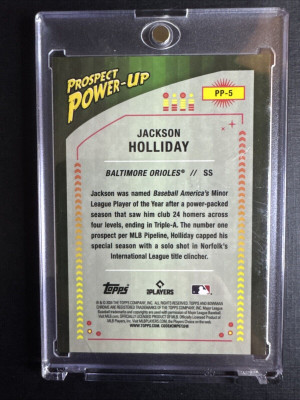 PROSPECT
POWER-UP
PP-5
JACKSON
HOLLIDAY
BALTIMORE ORIOLES® // SS
Jackson was named Baseball America's Minor
League Player of the Year after a power-packed
season that saw him club 24 homers across
four levels, ending in Triple-A. The number one
prospect per MLB Pipeline, Holliday capped his
special season with a solo shot in Norfolk's
International League title clincher.
Topps
PLAYERS